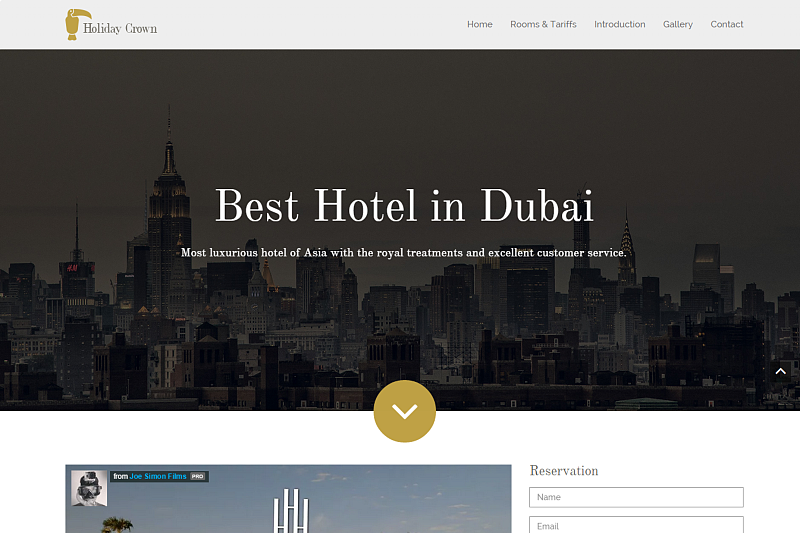 Holiday Crown
Home
Rooms & Tariffs
Introduction
Gallery
Contact
H&M
Best Hotel in Dubai
Most luxurious hotel of Asia with the royal treatments and excellent customer service.
from Joe Simon Films PRO
Reservation
Name
Email